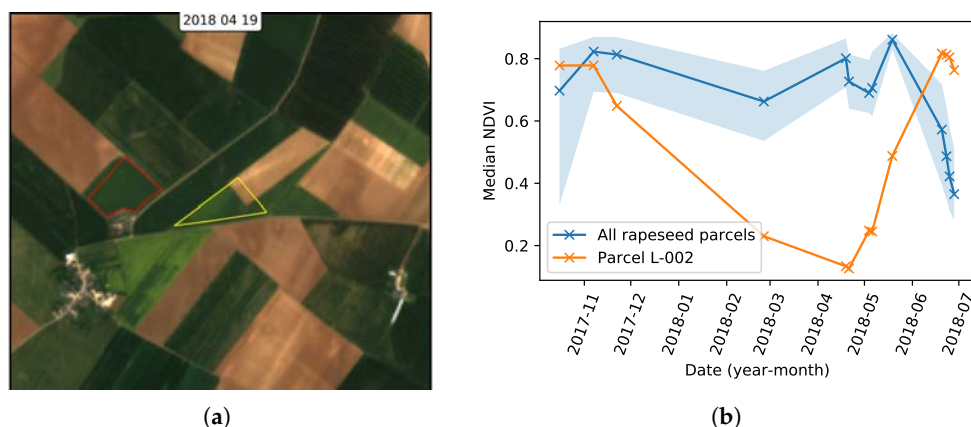 2018 04 19
(a)
Median NDVI
0.8
0.6
0.4
0.2
All rapeseed parcels
Parcel L-002
2017-11
2017-12
2018-01
2018-02
2018-03
2018-04
2018-05
2018-06
2018-07
Date (year-month)
(b)